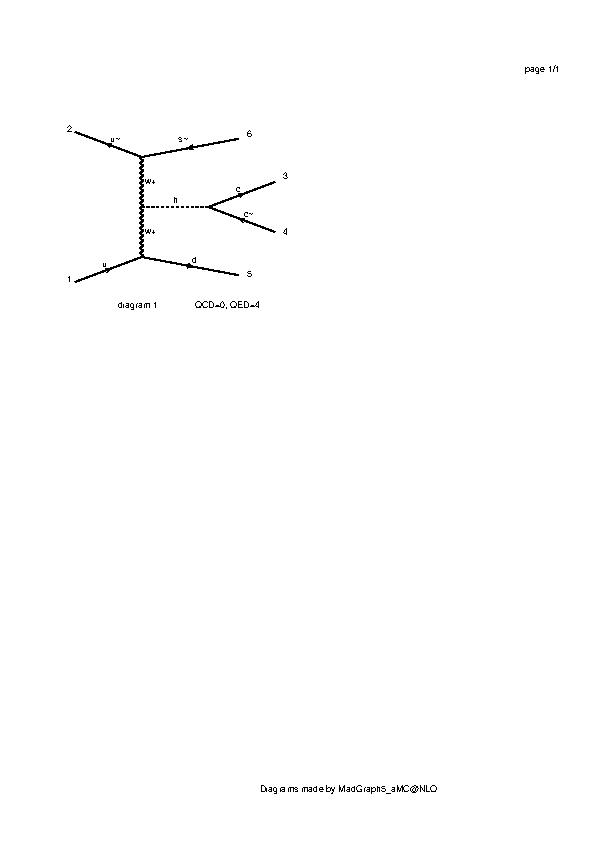 page 1/1
2
u~
s~
6
w+
3
c
h
c~
w+
4
u
d
1
5
diagram 1 QCD=0, QED=4
Diagrams made by MadGraph5_aMC@NLO